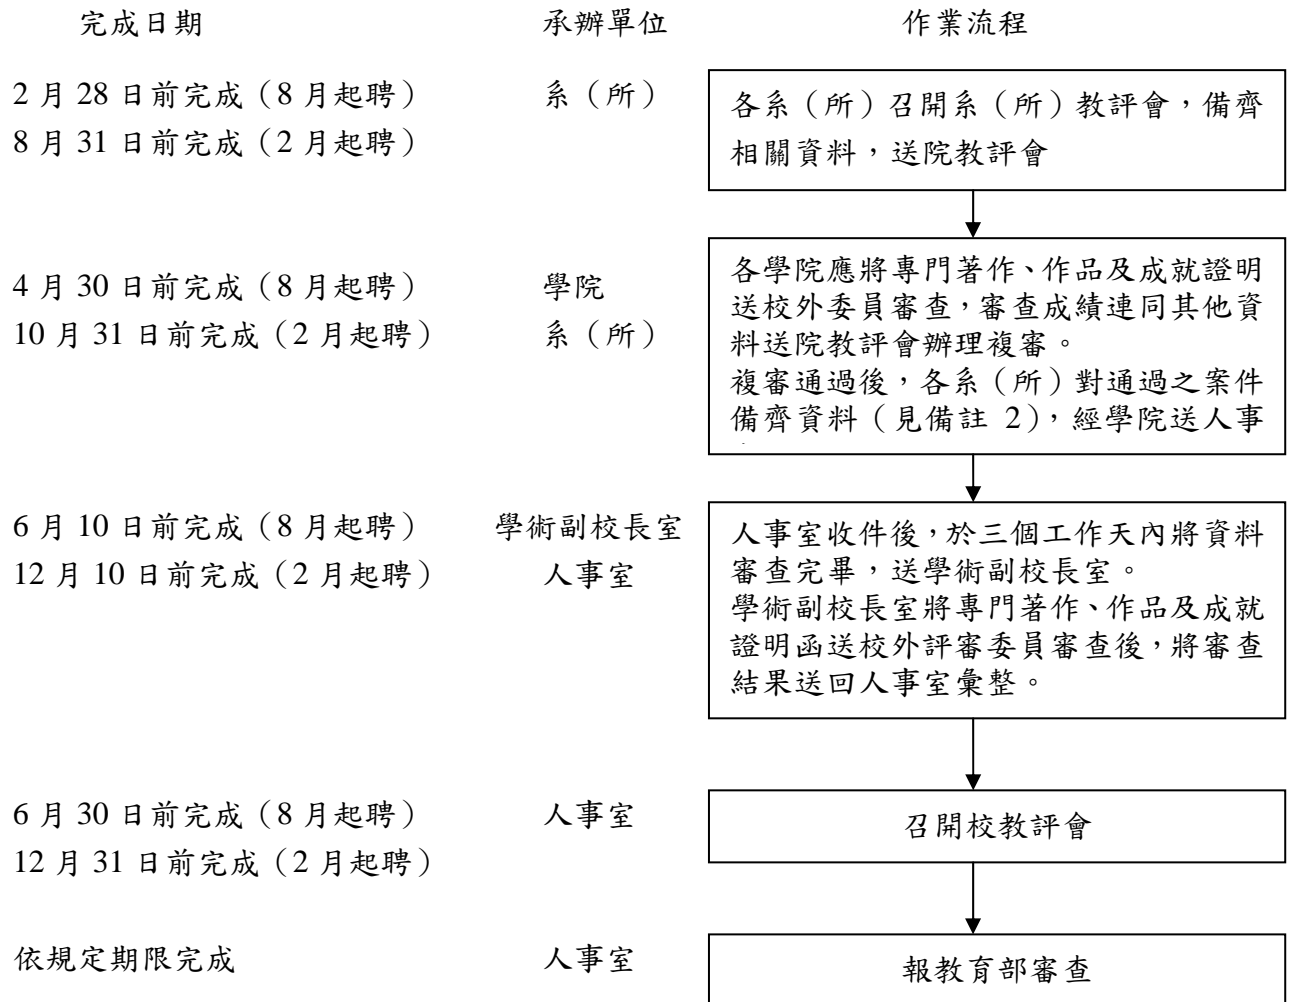 完成日期 承辦單位 作業流程
2 月 28 日前完成（8 月起聘） 系（所）
8 月 31 日前完成（2 月起聘）
各系（所）召開系（所）教評會，備齊
相關資料，送院教評會
4 月 30 日前完成（8 月起聘） 學院
10 月 31 日前完成（2 月起聘） 系（所）
各學院應將專門著作、作品及成就證明
送校外委員審查，審查成績連同其他資
料送院教評會辦理複審。
複審通過後，各系（所）對通過之案件
備齊資料（見備註 2），經學院送人事
6 月 10 日前完成（8 月起聘） 學術副校長室
12 月 10 日前完成（2 月起聘） 人事室
人事室收件後，於三個工作天內將資料
審查完畢，送學術副校長室。
學術副校長室將專門著作、作品及成就
證明函送校外評審委員審查後，將審查
結果送回人事室彙整。
6 月 30 日前完成（8 月起聘） 人事室
12 月 31 日前完成（2 月起聘）
召開校教評會
依規定期限完成 人事室
報教育部審查